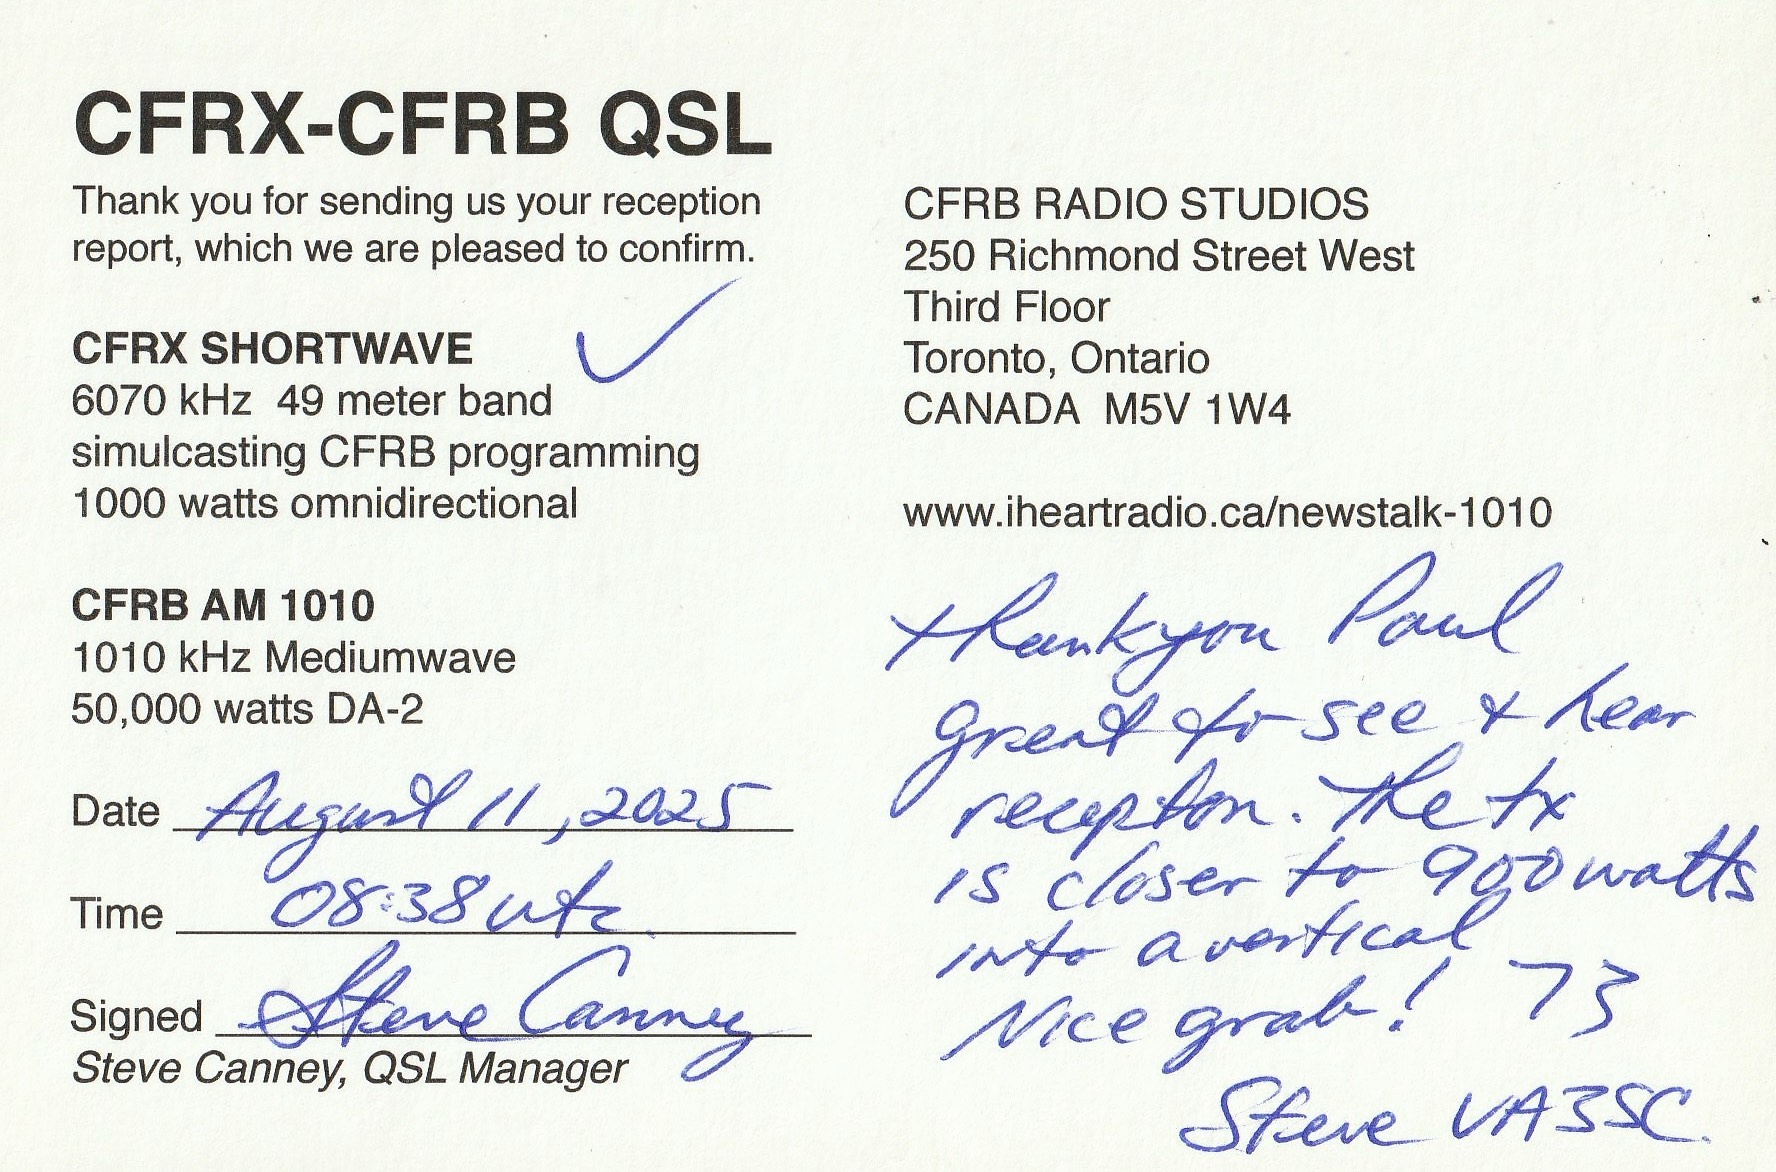 CFRX-CFRB QSL
Thank you for sending us your reception
report, which we are pleased to confirm.
CFRX SHORTWAVE ✓
6070 kHz 49 meter band
simulcasting CFRB programming
1000 watts omnidirectional
CFRB AM 1010
1010 kHz Mediumwave
50,000 watts DA-2
Date August 11, 2025
Time 08:38 utc
Signed Steve Canney
Steve Canney, QSL Manager
CFRB RADIO STUDIOS
250 Richmond Street West
Third Floor
Toronto, Ontario
CANADA M5V 1W4
www.iheartradio.ca/newstalk-1010
Thankyou Paul
great to see + hear
reception. The tx
is closer to 900 watts
into a vertical
Nice grab! 73
Steve VA3SC.